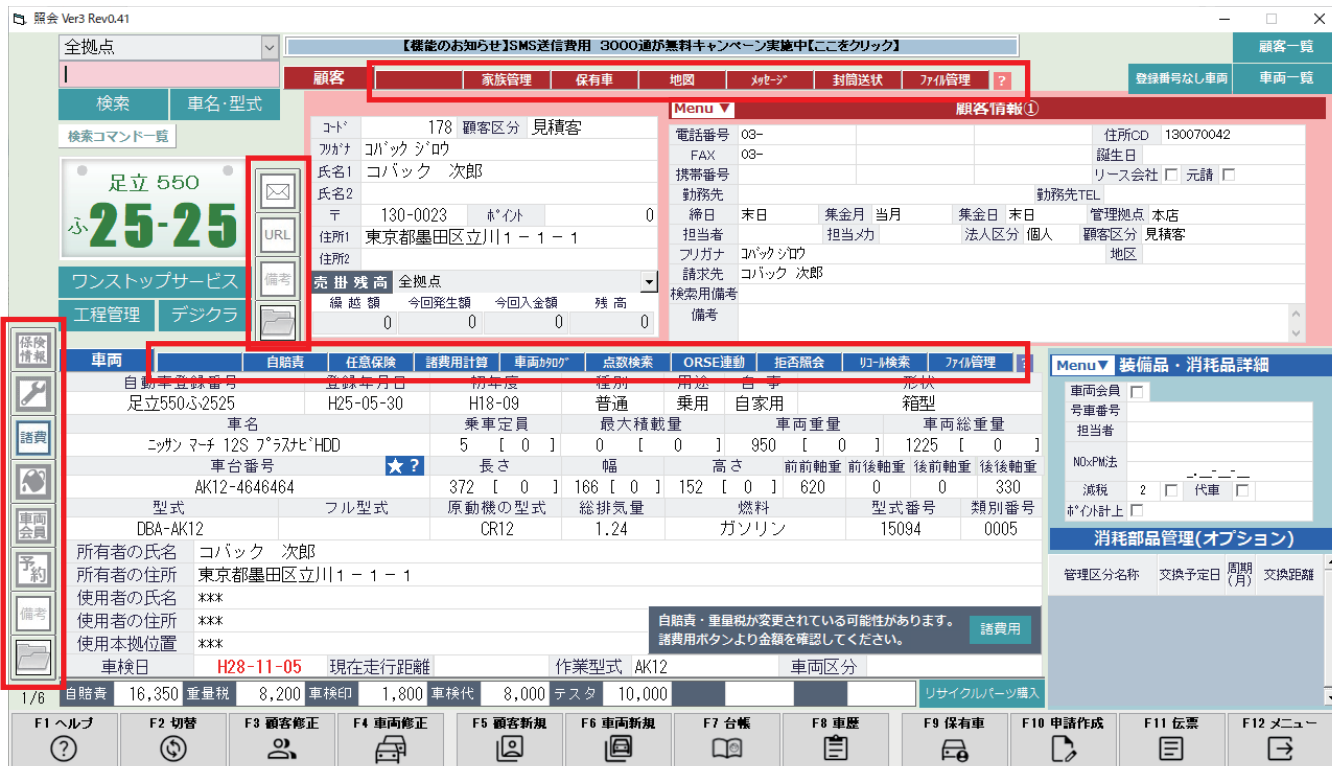 照会 Ver3 Rev0.41
全拠点
【機能のお知らせ】SMS送信費用 3000通が無料キャンペーン実施中【ここをクリック】
顧客一覧
検索 車名・型式
検索コマンド一覧
顧客 家族管理 保有車 地図 メッセージ 封筒送状 ファイル管理 ?
登録番号なし車両 車両一覧
足立 550
ふ25-25
URL
備考
ワンストップサービス
工程管理 デジクラ
コード 178 顧客区分 見積客
フリガナ コバック ジロウ
氏名1 コバック 次郎
氏名2
〒 130-0023 ポイント 0
住所1 東京都墨田区立川1-1-1
住所2
売掛残高 全拠点
繰越額 今回発生額 今回入金額 残高
0 0 0 0
Menu▼ 顧客情報①
電話番号 03- 住所CD 130070042
FAX 03- 誕生日
携帯番号 リース会社 元請
勤務先 勤務先TEL
締日 末日 集金月 当月 集金日 末日 管理拠点 本店
担当者 担当メカ 法人区分 個人 顧客区分 見積客
フリガナ コバック ジロウ 地区
請求先 コバック 次郎
検索用備考
備考
保険情報
諸費
車両会員
予約
備考
1/6
車両 自賠責 任意保険 諸費用計算 車両カタログ 点数検索 ORSE連動 拒否照会 リコール検索 ファイル管理 ?
自動車登録番号 登録年月日 初年度 種別 用途 自・事 形状
足立550ふ2525 H25-05-30 H18-09 普通 乗用 自家用 箱型
車名 乗車定員 最大積載量 車両重量 車両総重量
ニッサン マーチ 12S プラスナビHDD 5 [ 0 ] 0 [ 0 ] 950 [ 0 ] 1225 [ 0 ]
車台番号 ★? 長さ 幅 高さ 前前軸重 前後軸重 後前軸重 後後軸重
AK12-4646464 372 [ 0 ] 166 [ 0 ] 152 [ 0 ] 620 0 0 330
型式 フル型式 原動機の型式 総排気量 燃料 型式番号 類別番号
DBA-AK12 CR12 1.24 ガソリン 15094 0005
所有者の氏名 コバック 次郎
所有者の住所 東京都墨田区立川1-1-1
使用者の氏名 ***
使用者の住所 ***
使用本拠位置 ***
自賠責・重量税が変更されている可能性があります。
諸費用ボタンより金額を確認してください。
諸費用
車検日 H28-11-05 現在走行距離 作業型式 AK12 車両区分
自賠責 16,350 重量税 8,200 車検印 1,800 車検代 8,000 テスタ 10,000 リサイクルパーツ購入
Menu▼ 装備品・消耗品詳細
車両会員
号車番号
担当者
NOxPM法 __.__-__-__
減税 2 代車
ポイント計上
消耗部品管理(オプション)
管理区分名称 交換予定日 周期(月) 交換距離
F1 ヘルプ F2 切替 F3 顧客修正 F4 車両修正 F5 顧客新規 F6 車両新規 F7 台帳 F8 車歴 F9 保有車 F10 申請作成 F11 伝票 F12 メニュー